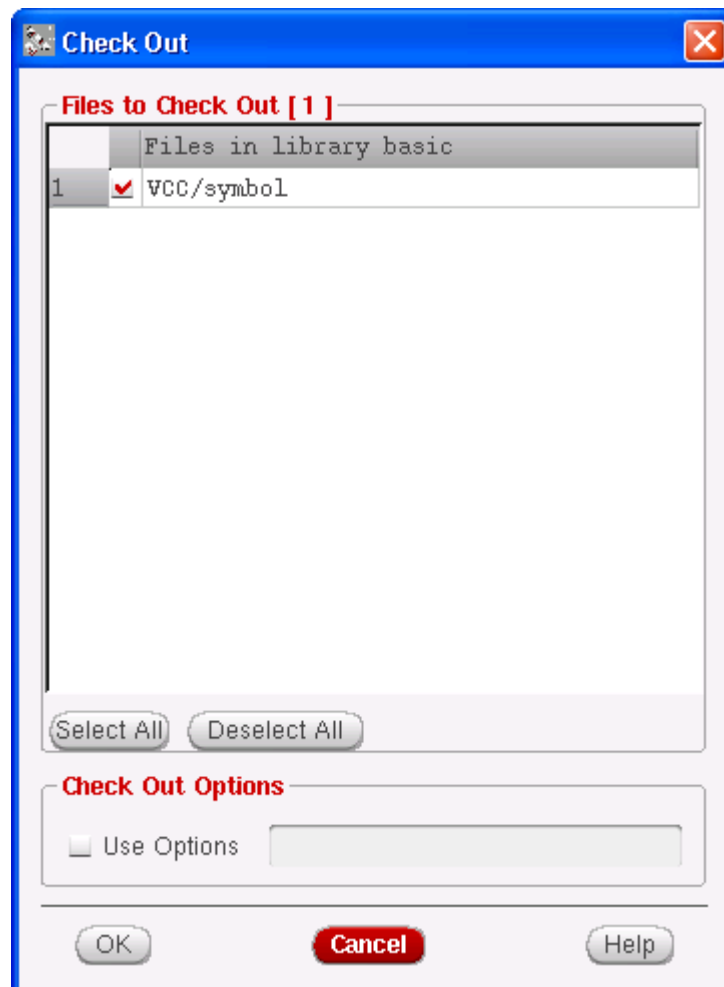 Check Out
Files to Check Out [ 1 ]
Files in library basic
1 VCC/symbol
Select All Deselect All
Check Out Options
Use Options
OK Cancel Help